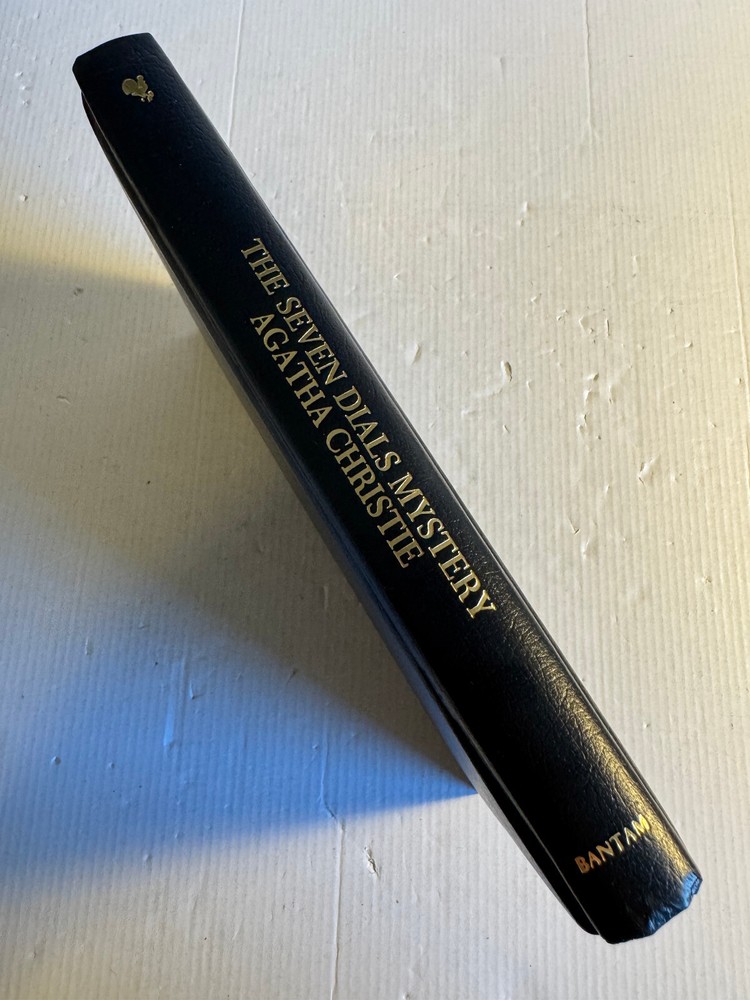 THE SEVEN DIALS MYSTERY
AGATHA CHRISTIE
BANTAM